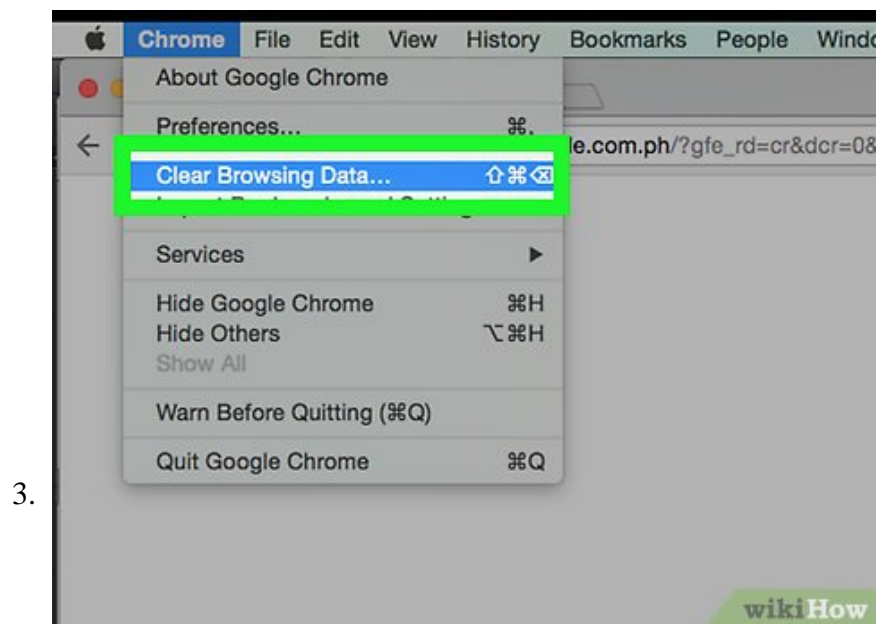 Chrome File Edit View History Bookmarks People
About Google Chrome
Preferences... ⌘,
le.com.ph/?gfe_rd=cr&dcr=0&
Clear Browsing Data... ⇧⌘⌫
Services ▶
Hide Google Chrome ⌘H
Hide Others ⌥⌘H
Show All
Warn Before Quitting (⌘Q)
Quit Google Chrome ⌘Q
3.
wikiHow